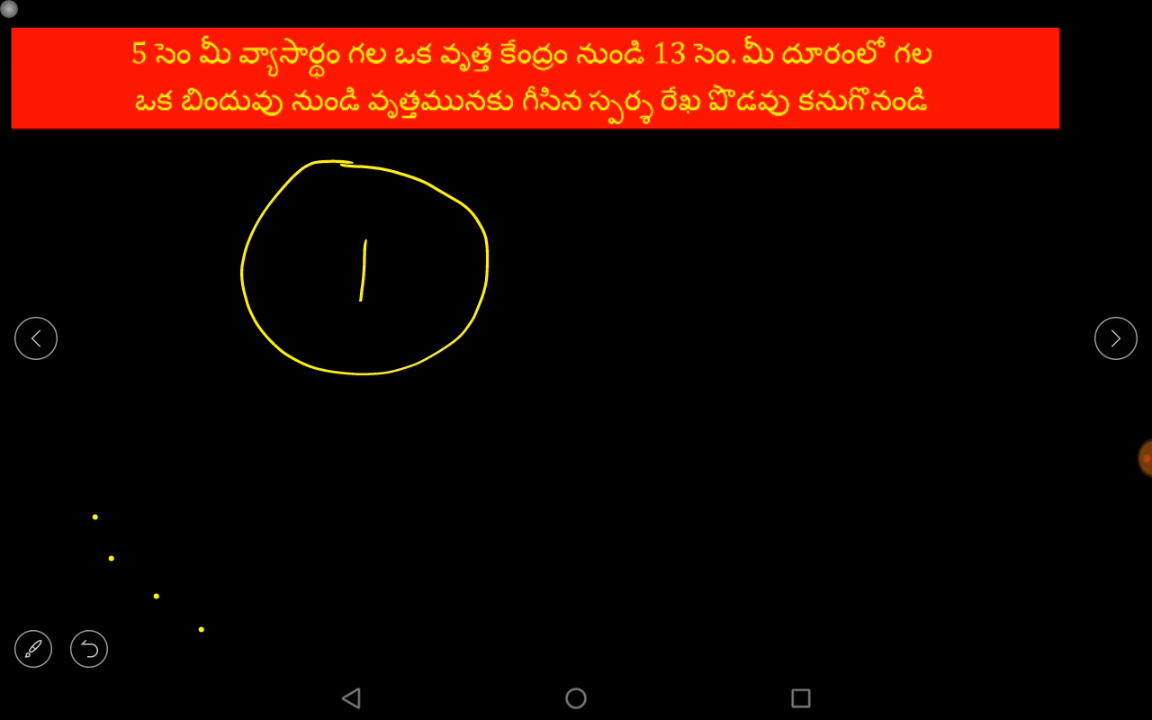 5 సెం మీ వ్యాసార్థం గల ఒక వృత్త కేంద్రం నుండి 13 సెం. మీ దూరంలో గల
ఒక బిందువు నుండి వృత్తమునకు గీసిన స్పర్శ రేఖ పొడవు కనుగొనండి